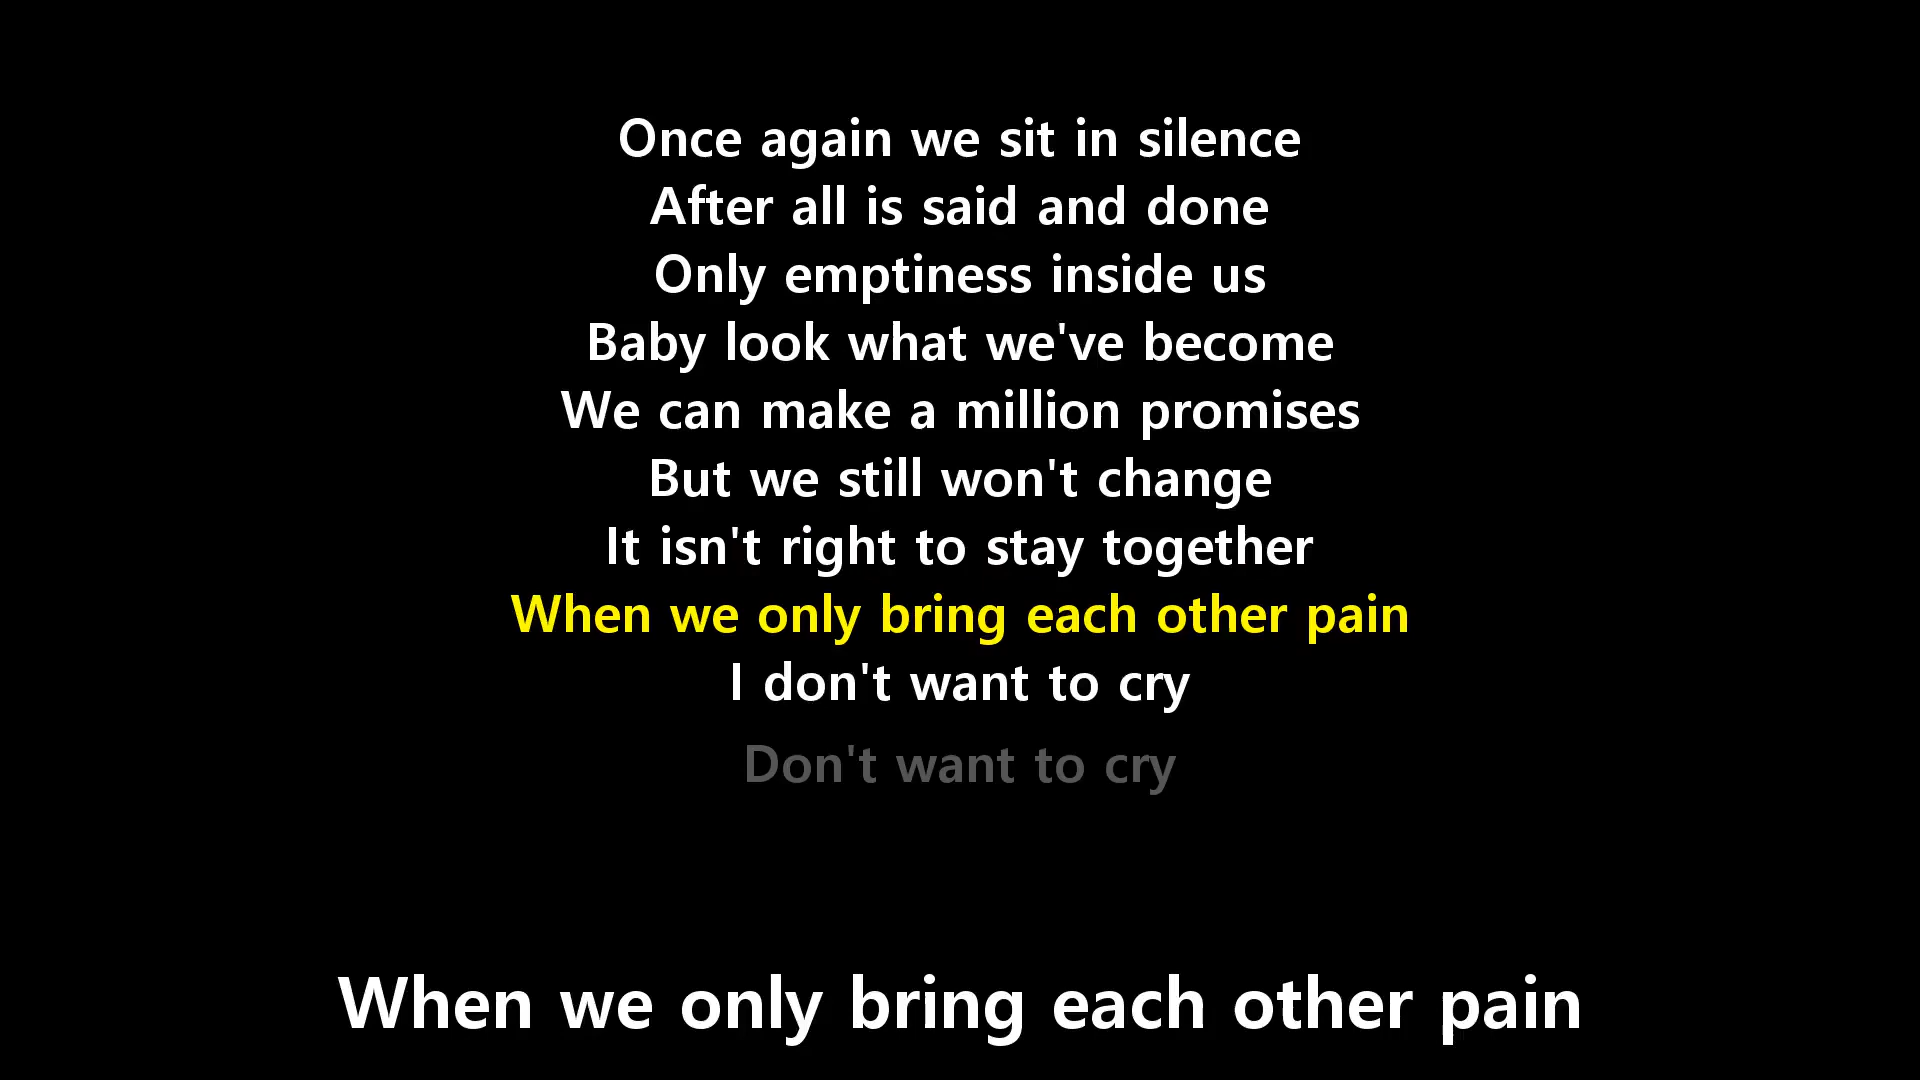 Once again we sit in silence
After all is said and done
Only emptiness inside us
Baby look what we've become
We can make a million promises
But we still won't change
It isn't right to stay together
When we only bring each other pain
I don't want to cry
Don't want to cry
When we only bring each other pain